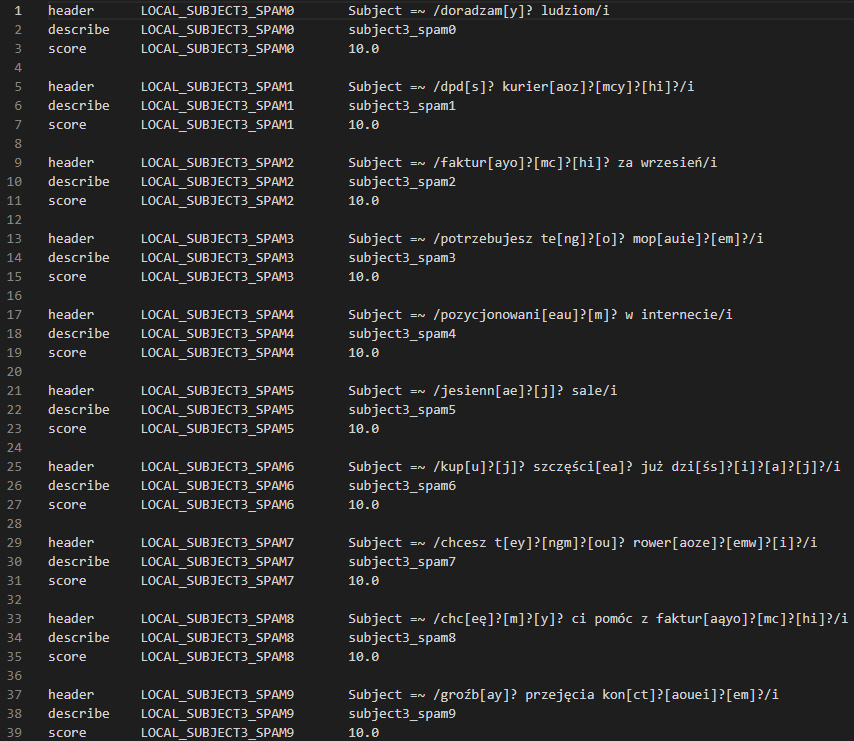 1 header LOCAL_SUBJECT3_SPAM0 Subject =~ /doradzam[y]? ludziom/i
2 describe LOCAL_SUBJECT3_SPAM0 subject3_spam0
3 score LOCAL_SUBJECT3_SPAM0 10.0
4
5 header LOCAL_SUBJECT3_SPAM1 Subject =~ /dpd[s]? kurier[aoz]?[mcy]?[hi]?/i
6 describe LOCAL_SUBJECT3_SPAM1 subject3_spam1
7 score LOCAL_SUBJECT3_SPAM1 10.0
8
9 header LOCAL_SUBJECT3_SPAM2 Subject =~ /faktur[ayo]?[mc]?[hi]? za wrzesień/i
10 describe LOCAL_SUBJECT3_SPAM2 subject3_spam2
11 score LOCAL_SUBJECT3_SPAM2 10.0
12
13 header LOCAL_SUBJECT3_SPAM3 Subject =~ /potrzebujesz te[ng]?[o]? mop[auie]?[em]?/i
14 describe LOCAL_SUBJECT3_SPAM3 subject3_spam3
15 score LOCAL_SUBJECT3_SPAM3 10.0
16
17 header LOCAL_SUBJECT3_SPAM4 Subject =~ /pozycjonowani[eau]?[m]? w internecie/i
18 describe LOCAL_SUBJECT3_SPAM4 subject3_spam4
19 score LOCAL_SUBJECT3_SPAM4 10.0
20
21 header LOCAL_SUBJECT3_SPAM5 Subject =~ /jesienn[ae]?[j]? sale/i
22 describe LOCAL_SUBJECT3_SPAM5 subject3_spam5
23 score LOCAL_SUBJECT3_SPAM5 10.0
24
25 header LOCAL_SUBJECT3_SPAM6 Subject =~ /kup[u]?[j]? szczęści[ea]? już dzi[śs]?[i]?[a]?[j]?/i
26 describe LOCAL_SUBJECT3_SPAM6 subject3_spam6
27 score LOCAL_SUBJECT3_SPAM6 10.0
28
29 header LOCAL_SUBJECT3_SPAM7 Subject =~ /chcesz t[ey]?[ngm]?[ou]? rower[aoze]?[emw]?[i]?/i
30 describe LOCAL_SUBJECT3_SPAM7 subject3_spam7
31 score LOCAL_SUBJECT3_SPAM7 10.0
32
33 header LOCAL_SUBJECT3_SPAM8 Subject =~ /chc[eę]?[m]?[y]? ci pomóc z faktur[aąyo]?[mc]?[hi]?/i
34 describe LOCAL_SUBJECT3_SPAM8 subject3_spam8
35 score LOCAL_SUBJECT3_SPAM8 10.0
36
37 header LOCAL_SUBJECT3_SPAM9 Subject =~ /groźb[ay]? przejęcia kon[ct]?[aouei]?[em]?/i
38 describe LOCAL_SUBJECT3_SPAM9 subject3_spam9
39 score LOCAL_SUBJECT3_SPAM9 10.0